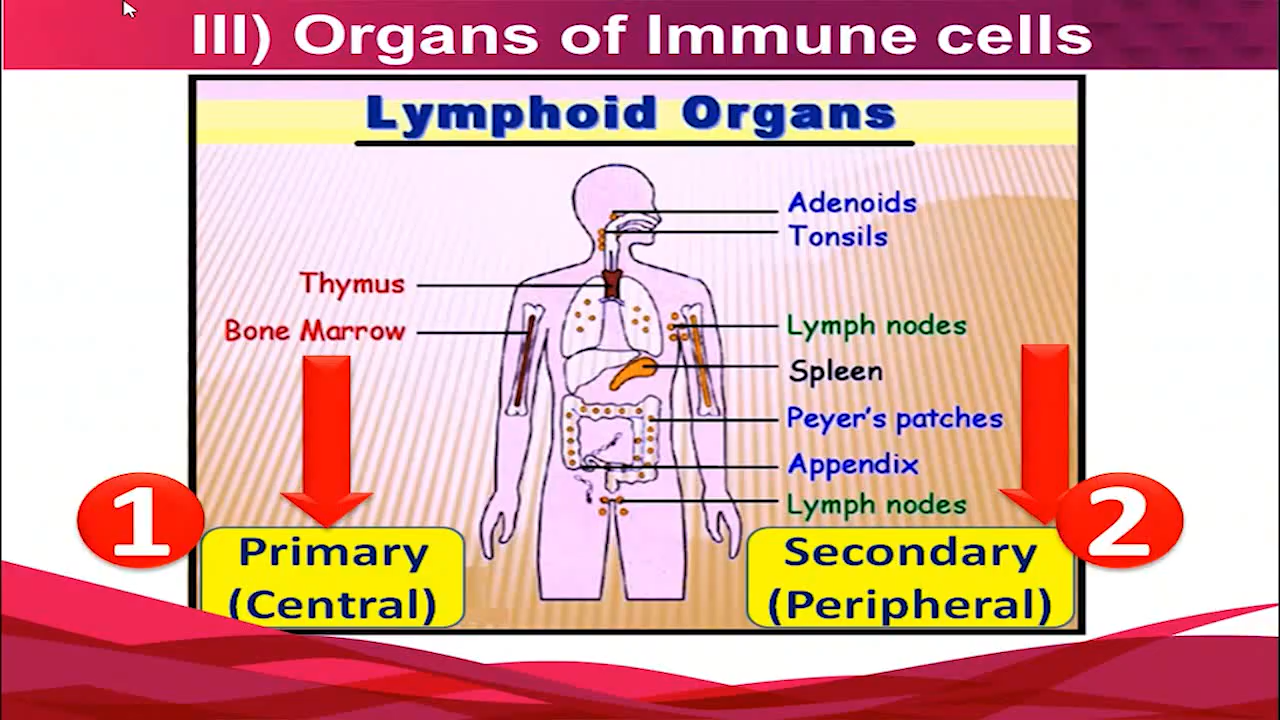 III) Organs of Immune cells
Lymphoid Organs
Adenoids
Tonsils
Thymus
Bone Marrow
Lymph nodes
Spleen
Peyer's patches
Appendix
Lymph nodes
1
Primary
(Central)
2
Secondary
(Peripheral)